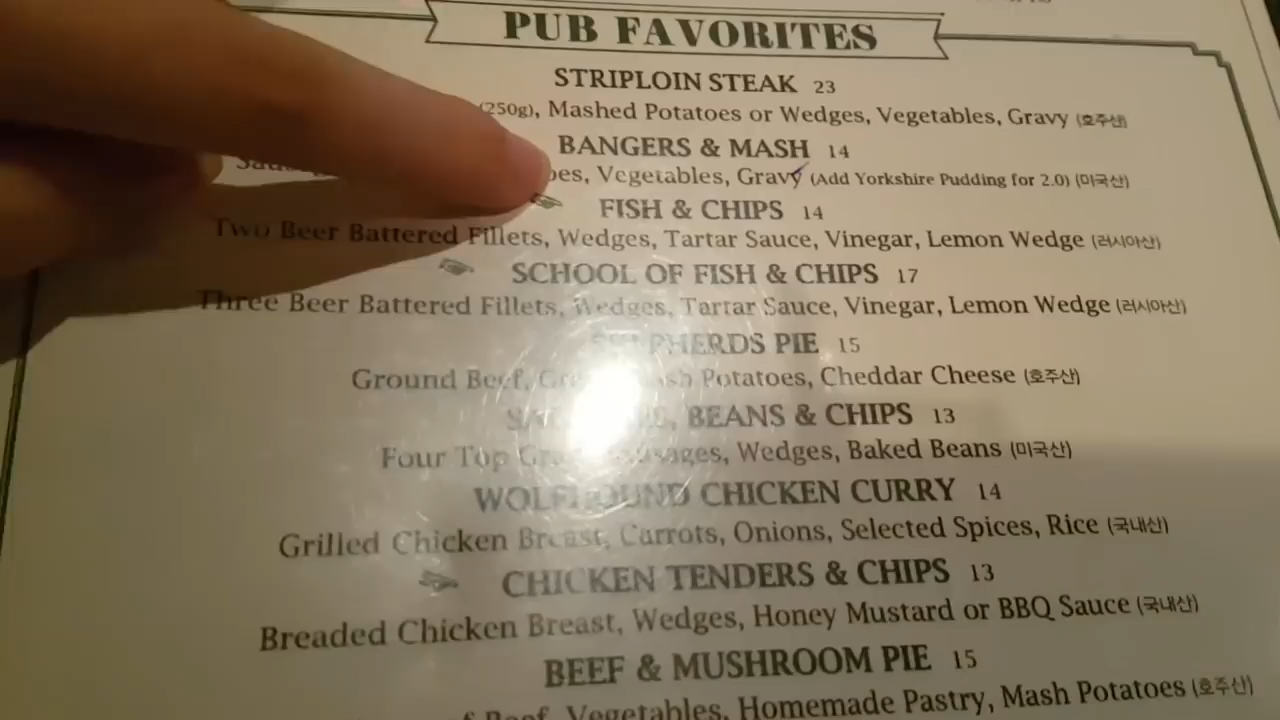 PUB FAVORITES
STRIPLOIN STEAK 23
(250g), Mashed Potatoes or Wedges, Vegetables, Gravy (호주산)
BANGERS & MASH 14
Vegetables, Gravy (Add Yorkshire Pudding for 2.0) (미국산)
FISH & CHIPS 14
Two Beer Battered Fillets, Wedges, Tartar Sauce, Vinegar, Lemon Wedge (러시아산)
SCHOOL OF FISH & CHIPS 17
Three Beer Battered Fillets, Wedges, Tartar Sauce, Vinegar, Lemon Wedge (러시아산)
SHEPHERDS PIE 15
Ground Beef, Potatoes, Cheddar Cheese (호주산)
BEANS & CHIPS 13
Four Top Sausages, Wedges, Baked Beans (미국산)
WOLFHOUND CHICKEN CURRY 14
Grilled Chicken Breast, Carrots, Onions, Selected Spices, Rice (국내산)
CHICKEN TENDERS & CHIPS 13
Breaded Chicken Breast, Wedges, Honey Mustard or BBQ Sauce (국내산)
BEEF & MUSHROOM PIE 15
Beef, Vegetables, Homemade Pastry, Mash Potatoes (호주산)